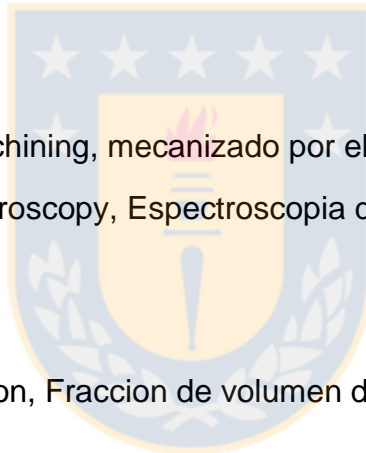 chining, mecanizado por el
roscopy, Espectroscopia d
on, Fraccion de volumen d